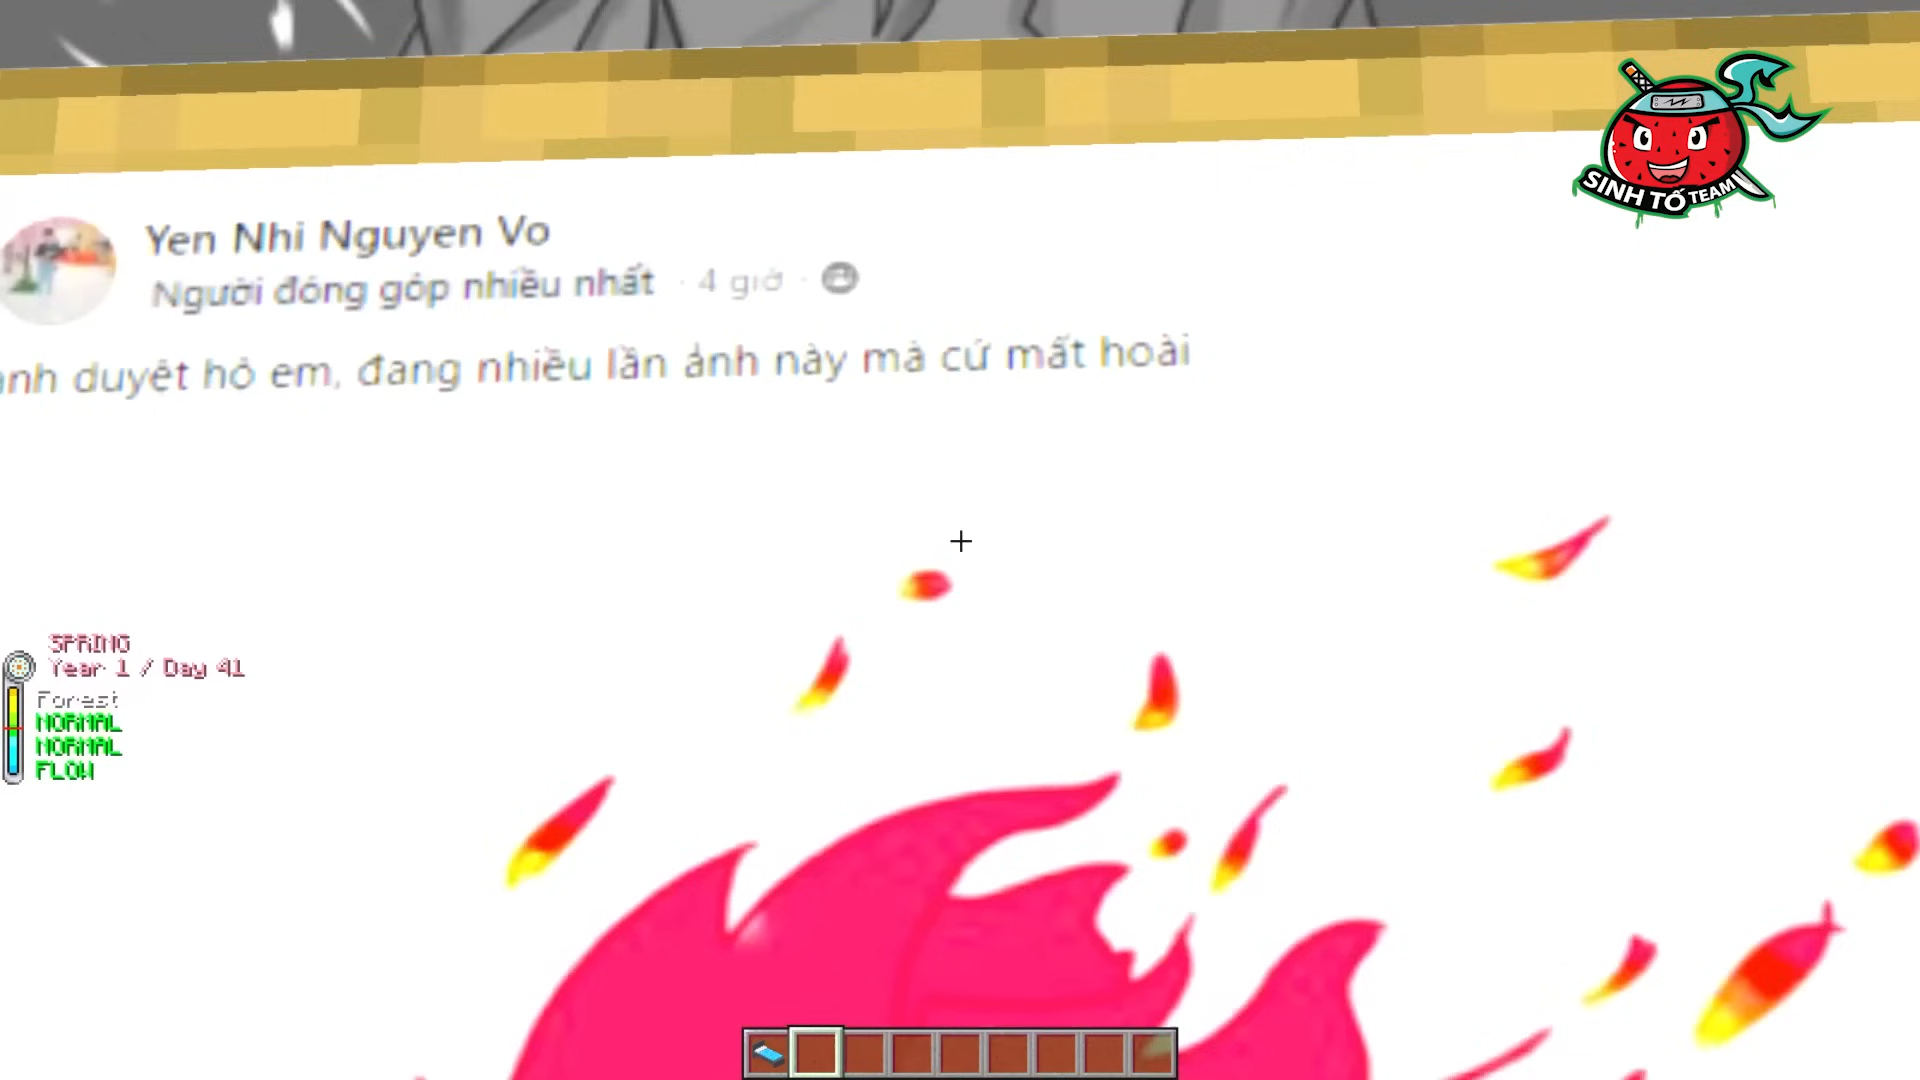 SINH TỐ TEAM
Yen Nhi Nguyen Vo
Người đóng góp nhiều nhất · 4 giờ ·
anh duyệt hộ em, đang nhiều lần ảnh này mà cứ mất hoài
SPRING
Year 1 / Day 41
Forest
NORMAL
NORMAL
FLOW